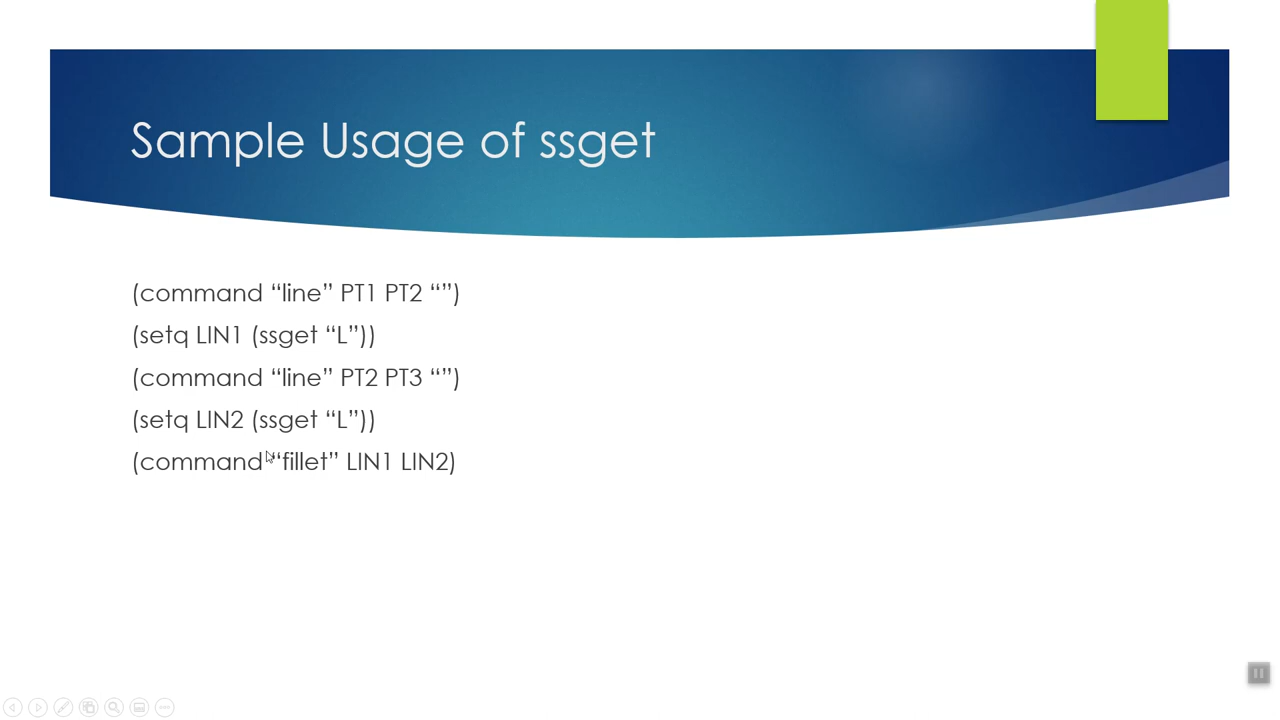 Sample Usage of ssget
(command “line” PT1 PT2 “”)
(setq LIN1 (ssget “L”))
(command “line” PT2 PT3 “”)
(setq LIN2 (ssget “L”))
(command “fillet” LIN1 LIN2)